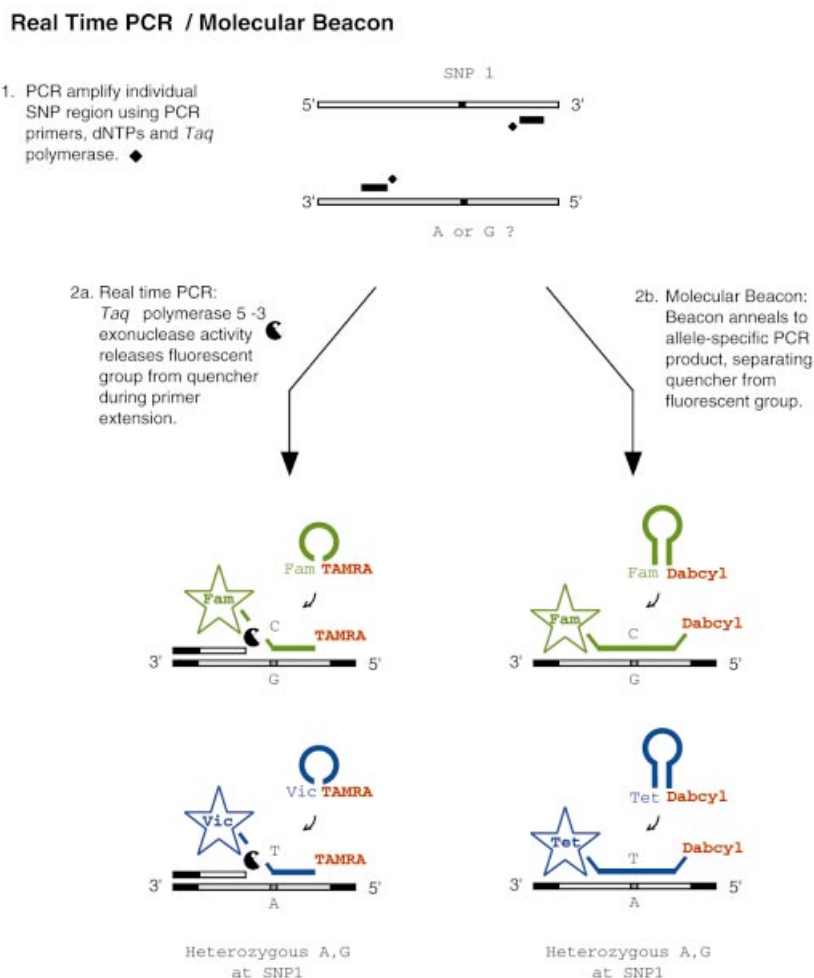 Real Time PCR / Molecular Beacon
1. PCR amplify individual
SNP region using PCR
primers, dNTPs and Taq
polymerase.
SNP 1
5' 3'
3' 5'
A or G ?
2a. Real time PCR:
Taq polymerase 5 -3
exonuclease activity
releases fluorescent
group from quencher
during primer
extension.
2b. Molecular Beacon:
Beacon anneals to
allele-specific PCR
product, separating
quencher from
fluorescent group.
Fam TAMRA
Fam
C
TAMRA
3' 5'
G
Fam Dabcyl
Fam
C
Dabcyl
3' 5'
G
Vic TAMRA
Vic
T
TAMRA
3' 5'
A
Heterozygous A,G
at SNP1
Tet Dabcyl
Tet
T
Dabcyl
3' 5'
A
Heterozygous A,G
at SNP1